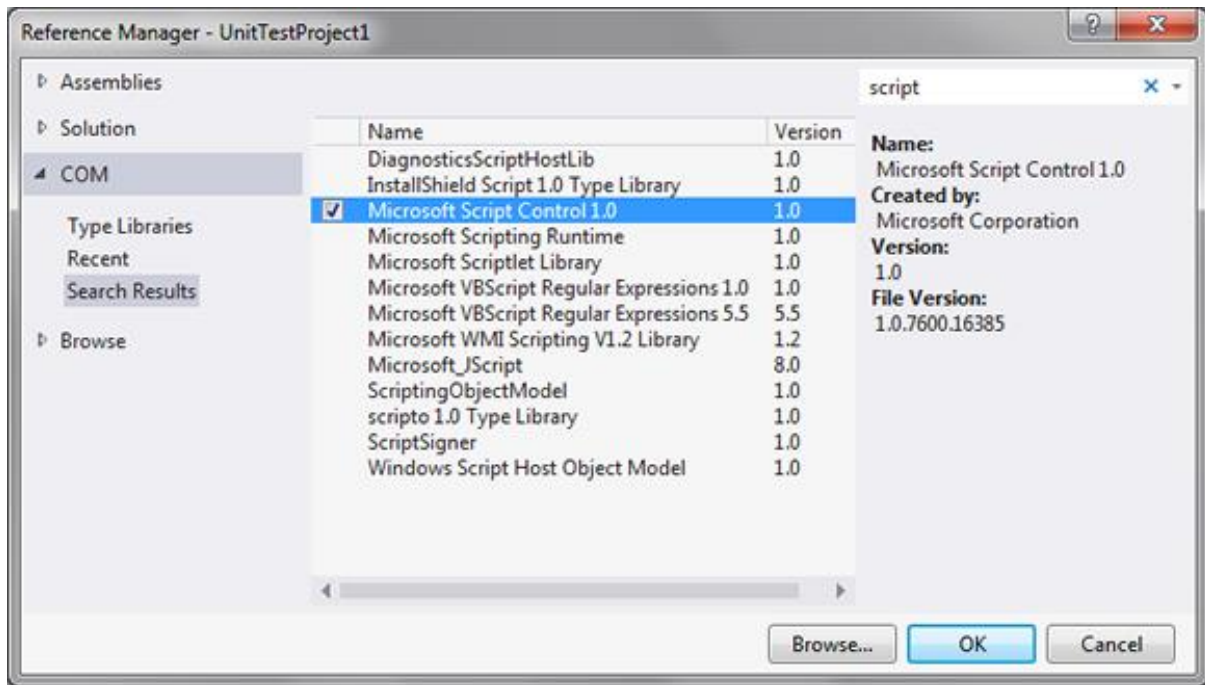 Reference Manager - UnitTestProject1
Assemblies
Solution
COM
Type Libraries
Recent
Search Results
Browse
Name Version
DiagnosticsScriptHostLib 1.0
InstallShield Script 1.0 Type Library 1.0
Microsoft Script Control 1.0 1.0
Microsoft Scripting Runtime 1.0
Microsoft Scriptlet Library 1.0
Microsoft VBScript Regular Expressions 1.0 1.0
Microsoft VBScript Regular Expressions 5.5 5.5
Microsoft WMI Scripting V1.2 Library 1.2
Microsoft_JScript 8.0
ScriptingObjectModel 1.0
scripto 1.0 Type Library 1.0
ScriptSigner 1.0
Windows Script Host Object Model 1.0
script
Name:
Microsoft Script Control 1.0
Created by:
Microsoft Corporation
Version:
1.0
File Version:
1.0.7600.16385
Browse... OK Cancel